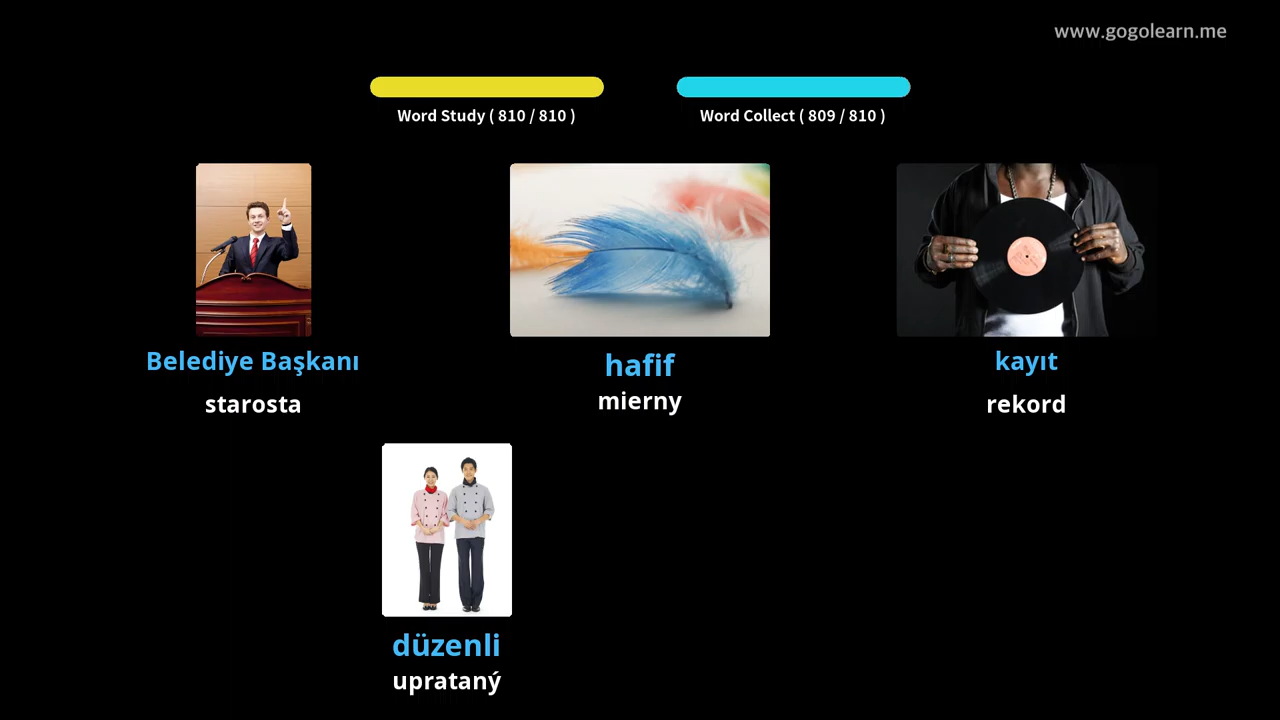 www.gogolearn.me
Word Study ( 810 / 810 )
Word Collect ( 809 / 810 )
Belediye Başkanı
starosta
hafif
mierny
kayıt
rekord
düzenli
uprataný